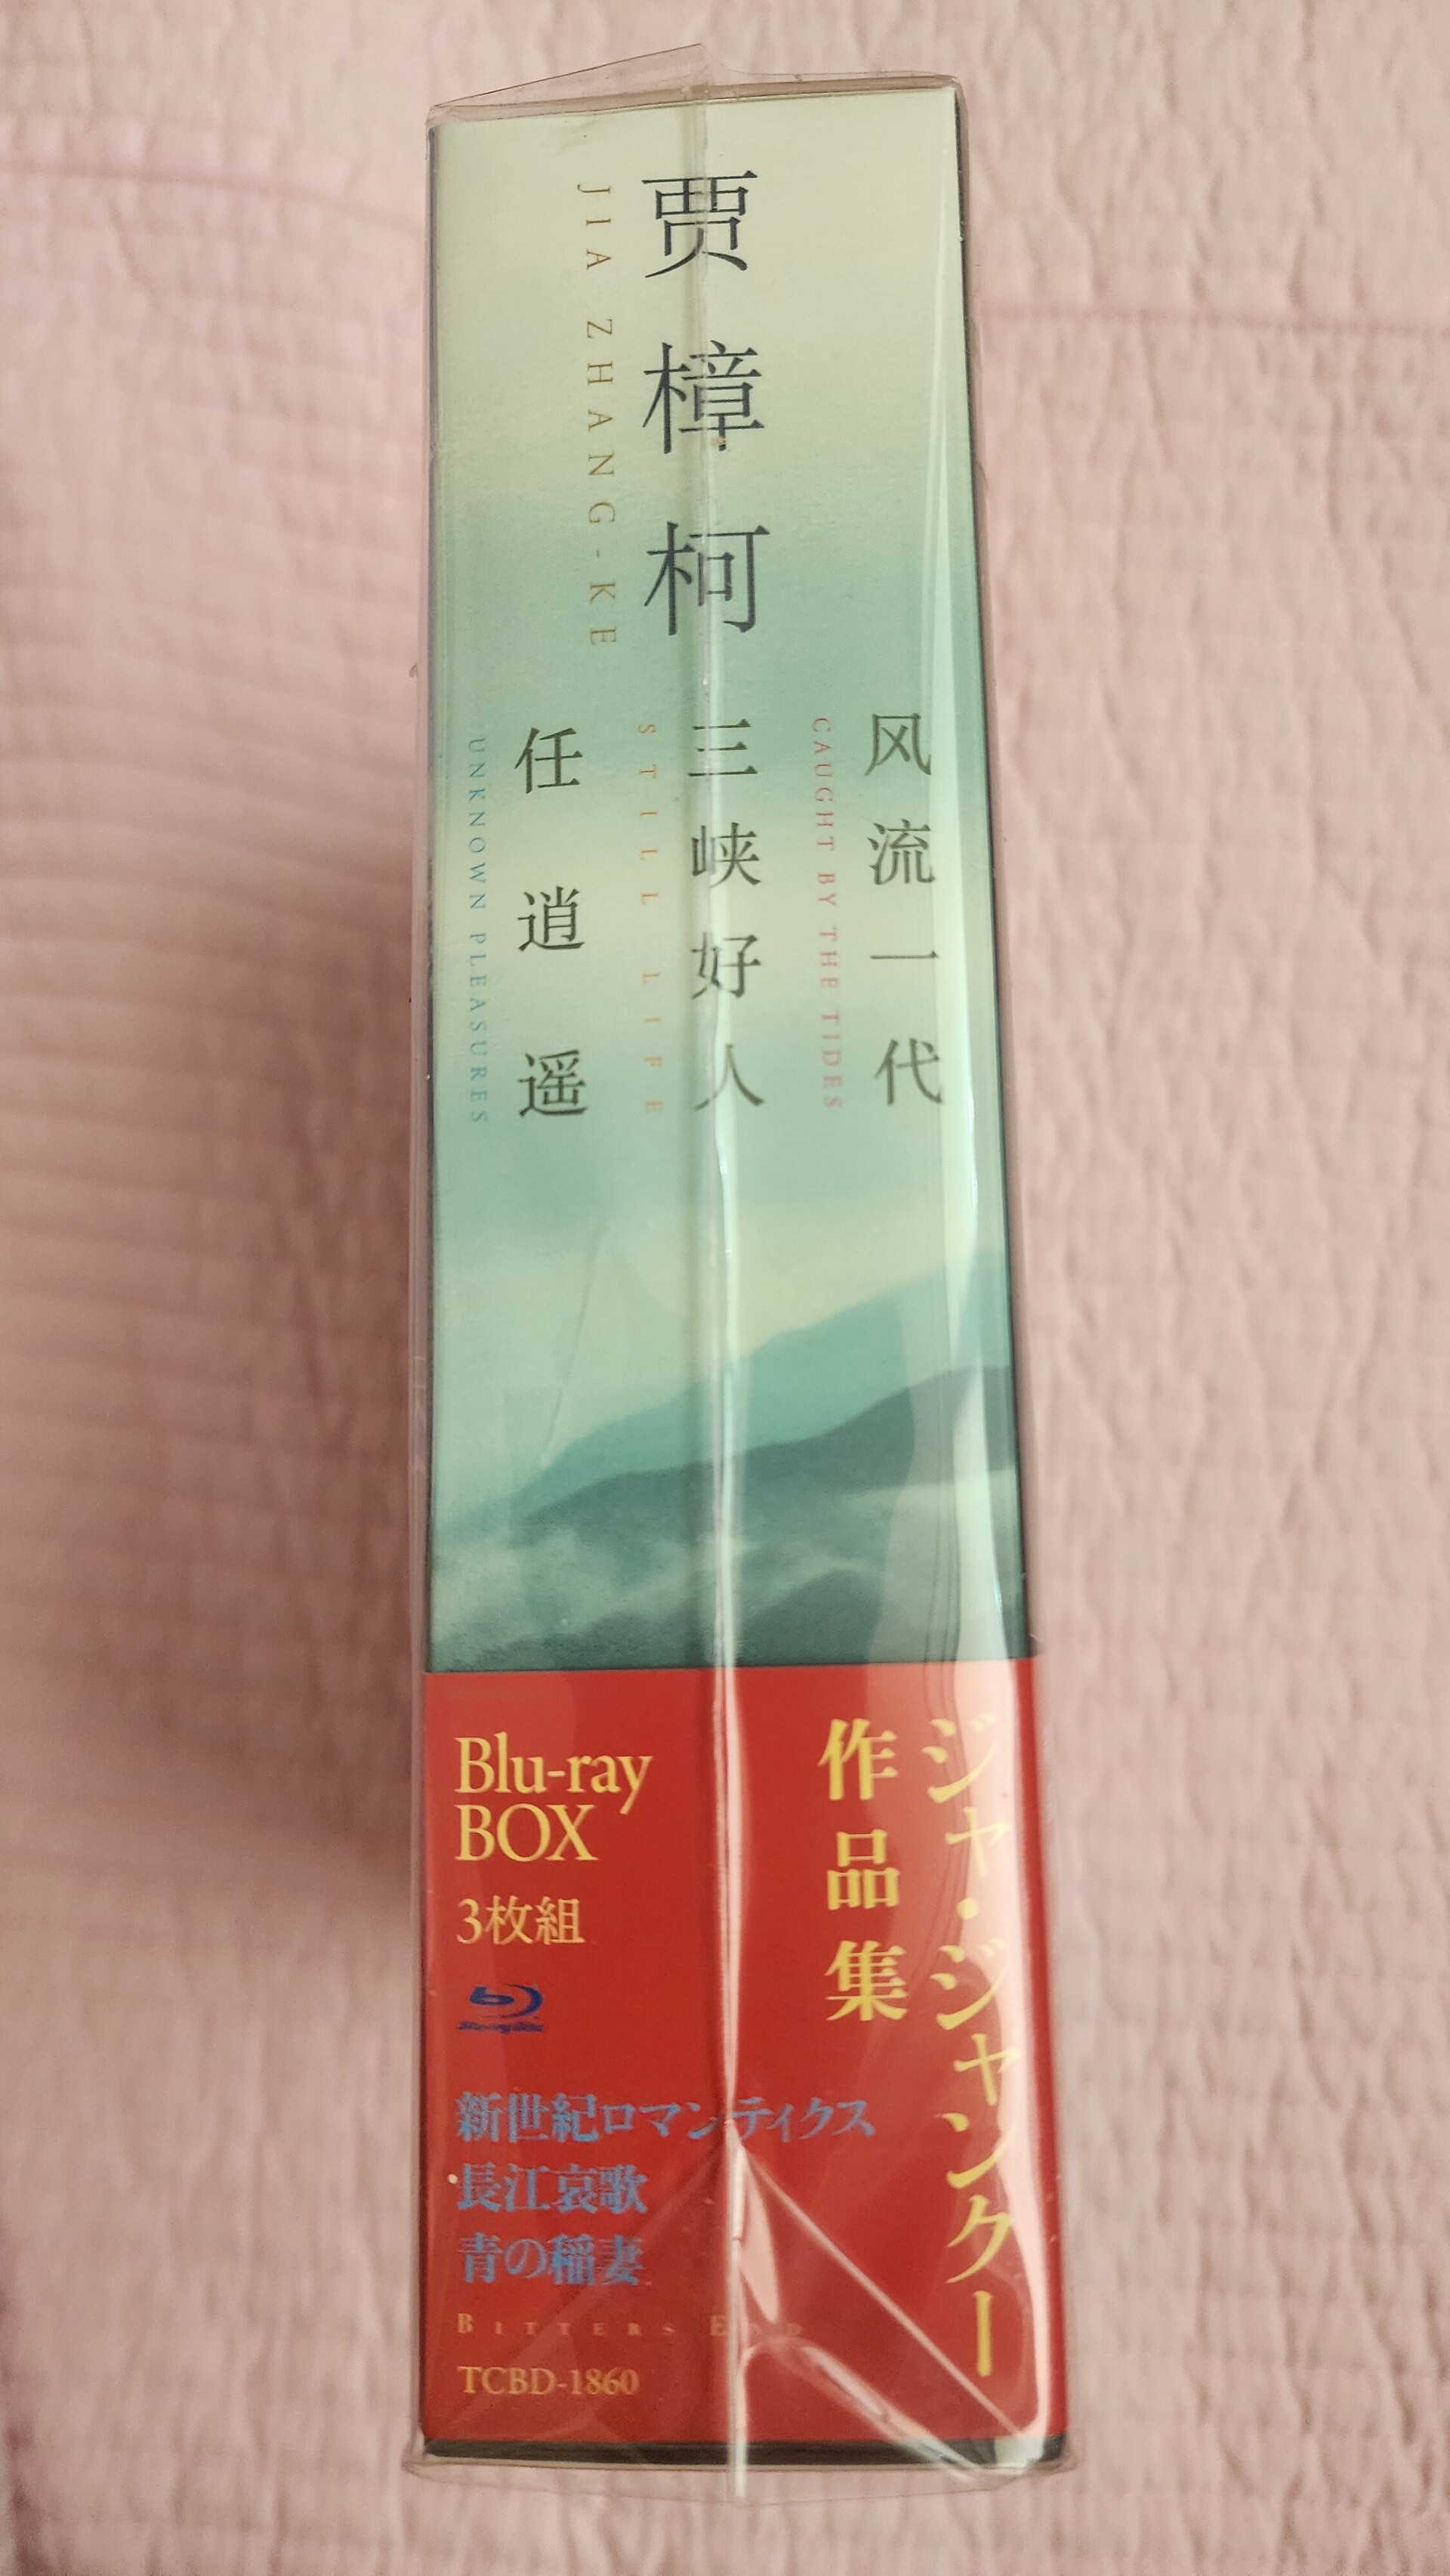 贾樟柯
JIA ZHANG-KE
风流一代
CAUGHT BY THE TIDES
三峡好人
STILL LIFE
任逍遥
UNKNOWN PLEASURES
ジャ・ジャンクー
作品集
Blu-ray
BOX
3枚組
Blu-ray Disc
新世紀ロマンティクス
長江哀歌
青の稲妻
BITTERS END
TCBD-1860